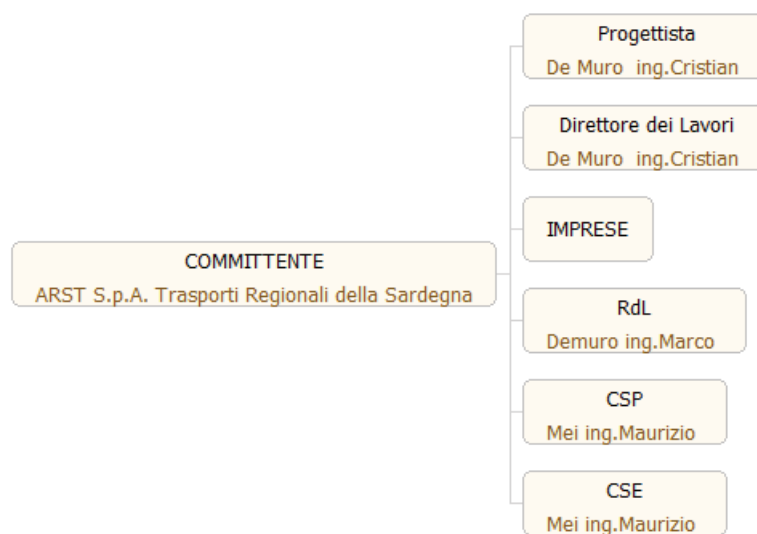 Progettista
De Muro  ing.Cristian
Direttore dei Lavori
De Muro  ing.Cristian
IMPRESE
COMMITTENTE
ARST S.p.A. Trasporti Regionali della Sardegna
RdL
Demuro ing.Marco
CSP
Mei ing.Maurizio
CSE
Mei ing.Maurizio